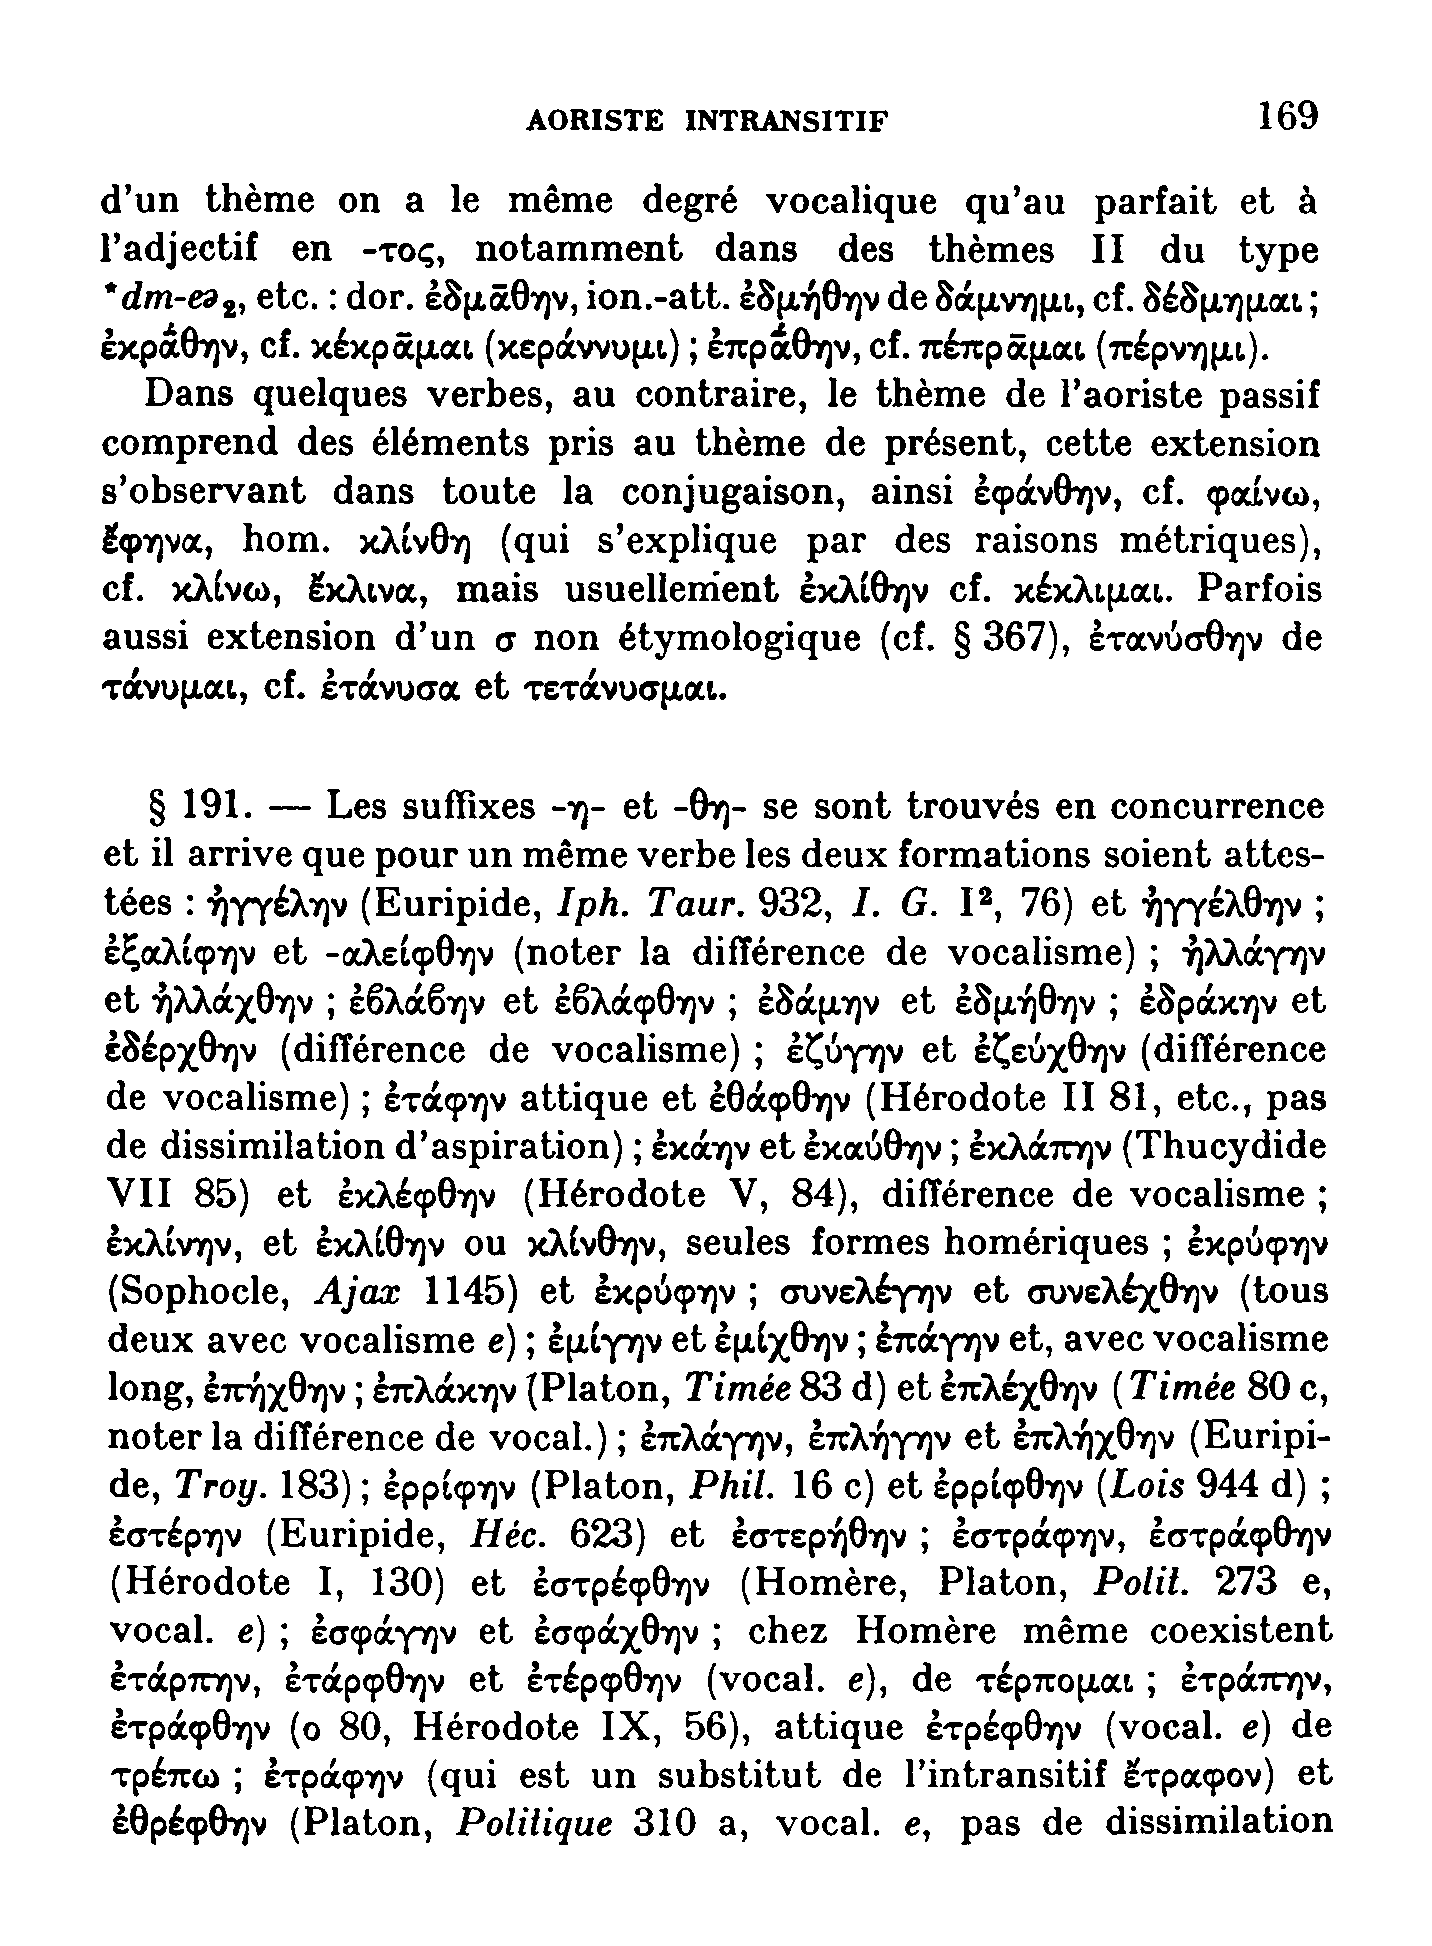 AORISTE INTRANSITIF 169
d'un thème on a le même degré vocalique qu'au parfait et à
l'adjectif en -τος, notamment dans des thèmes II du type
*dm-eə₂, etc. : dor. ἐδμᾱ́θην, ion.-att. ἐδμήθην de δάμνημι, cf. δέδμημαι ;
ἐκρᾱ́θην, cf. κέκρᾱμαι (κεράννυμι) ; ἐπρᾱ́θην, cf. πέπρᾱμαι (πέρνημι).
Dans quelques verbes, au contraire, le thème de l'aoriste passif
comprend des éléments pris au thème de présent, cette extension
s'observant dans toute la conjugaison, ainsi ἐφάνθην, cf. φαίνω,
ἔφηνα, hom. κλίνθη (qui s'explique par des raisons métriques),
cf. κλίνω, ἔκλινα, mais usuellement ἐκλίθην cf. κέκλιμαι. Parfois
aussi extension d'un σ non étymologique (cf. § 367), ἐτανύσθην de
τάνυμαι, cf. ἐτάνυσα et τετάνυσμαι.
§ 191. — Les suffixes -η- et -θη- se sont trouvés en concurrence
et il arrive que pour un même verbe les deux formations soient attes-
tées : ἠγγέλην (Euripide, Iph. Taur. 932, I. G. I², 76) et ἠγγέλθην ;
ἐξαλίφην et -αλείφθην (noter la différence de vocalisme) ; ἠλλάγην
et ἠλλάχθην ; ἐϐλάϐην et ἐϐλάφθην ; ἐδάμην et ἐδμήθην ; ἐδράκην et
ἐδέρχθην (différence de vocalisme) ; ἐζύγην et ἐζεύχθην (différence
de vocalisme) ; ἐτάφην attique et ἐθάφθην (Hérodote II 81, etc., pas
de dissimilation d'aspiration) ; ἐκάην et ἐκαύθην ; ἐκλάπην (Thucydide
VII 85) et ἐκλέφθην (Hérodote V, 84), différence de vocalisme ;
ἐκλίνην, et ἐκλίθην ou κλίνθην, seules formes homériques ; ἐκρύφην
(Sophocle, Ajax 1145) et ἐκρύφην ; συνελέγην et συνελέχθην (tous
deux avec vocalisme e) ; ἐμίγην et ἐμίχθην ; ἐπάγην et, avec vocalisme
long, ἐπήχθην ; ἐπλάκην (Platon, Timée 83 d) et ἐπλέχθην (Timée 80 c,
noter la différence de vocal.) ; ἐπλάγην, ἐπλήγην et ἐπλήχθην (Euripi-
de, Troy. 183) ; ἐρρίφην (Platon, Phil. 16 c) et ἐρρίφθην (Lois 944 d) ;
ἐστέρην (Euripide, Héc. 623) et ἐστερήθην ; ἐστράφην, ἐστράφθην
(Hérodote I, 130) et ἐστρέφθην (Homère, Platon, Polit. 273 e,
vocal. e) ; ἐσφάγην et ἐσφάχθην ; chez Homère même coexistent
ἐτάρπην, ἐτάρφθην et ἐτέρφθην (vocal. e), de τέρπομαι ; ἐτράπην,
ἐτράφθην (ο 80, Hérodote IX, 56), attique ἐτρέφθην (vocal. e) de
τρέπω ; ἐτράφην (qui est un substitut de l'intransitif ἔτραφον) et
ἐθρέφθην (Platon, Politique 310 a, vocal. e, pas de dissimilation